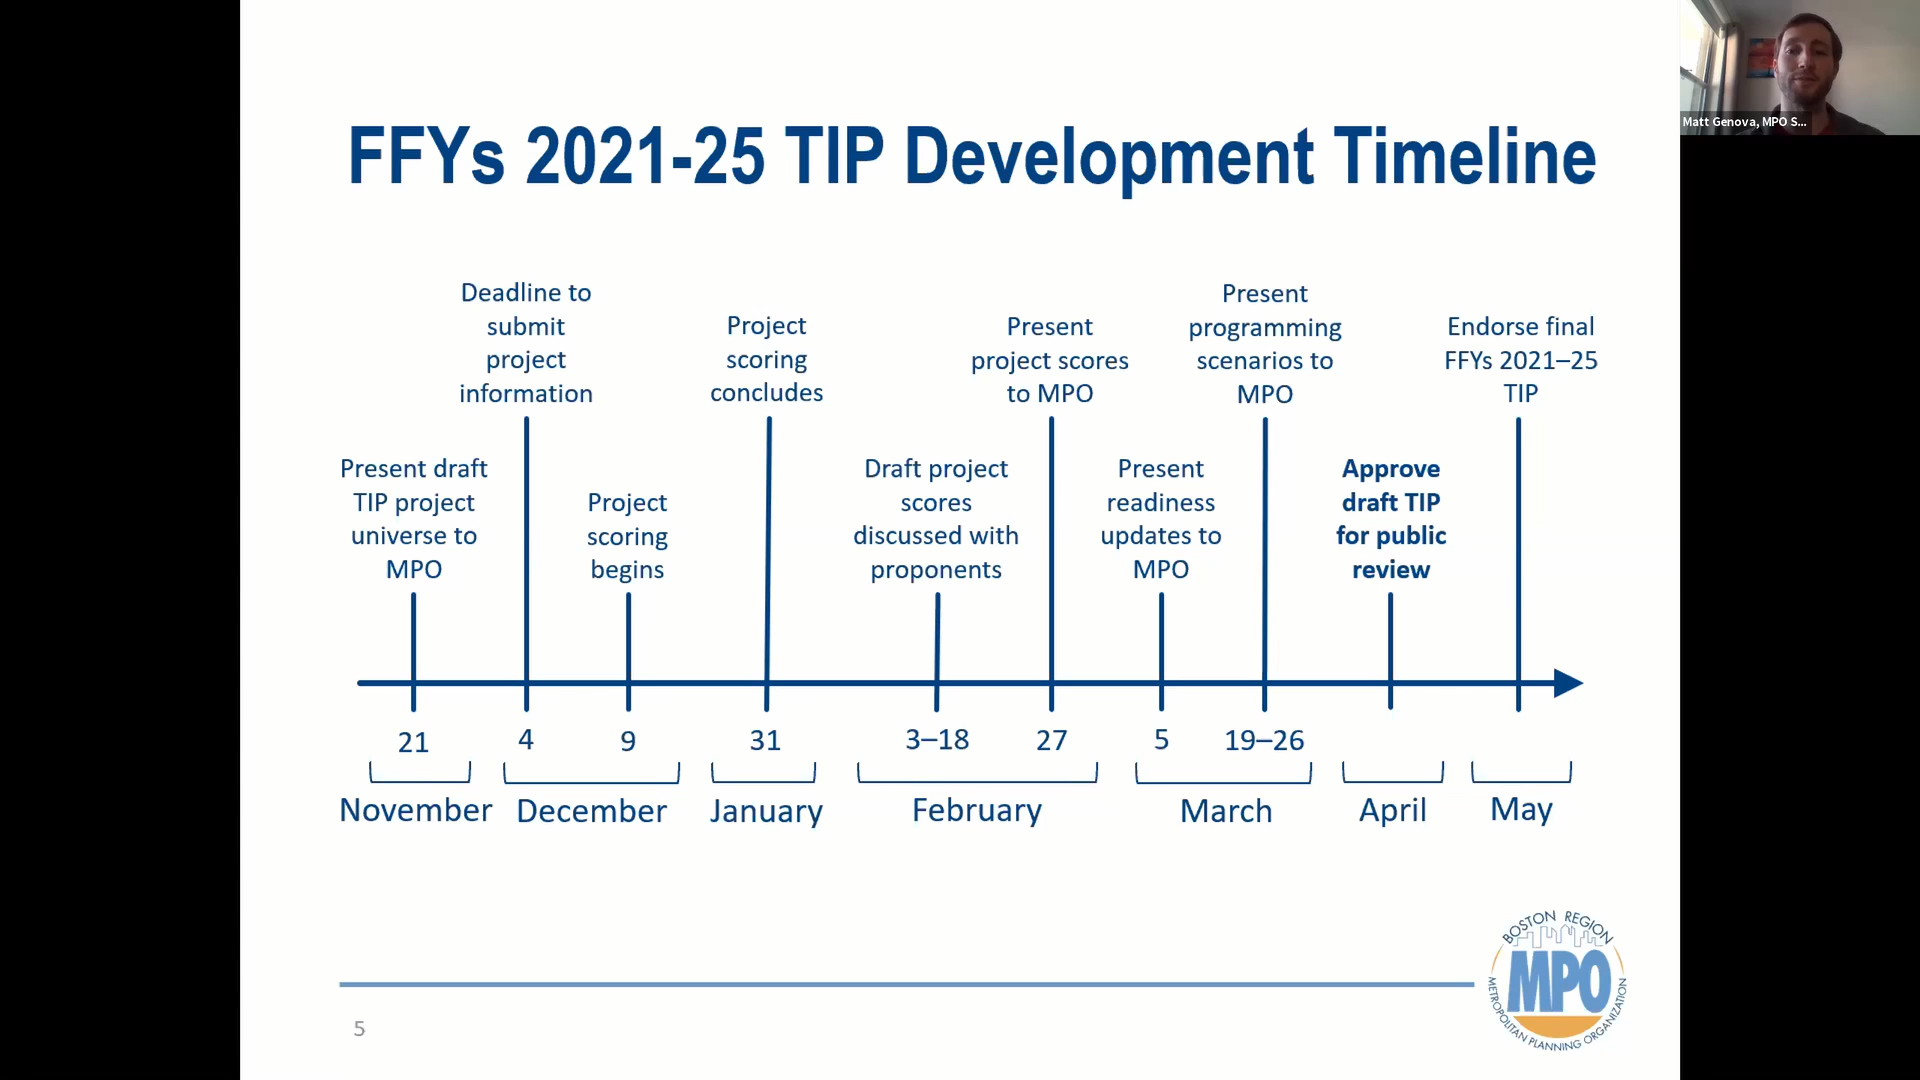 Matt Genova, MPO S...
FFYs 2021-25 TIP Development Timeline
Present draft
TIP project
universe to
MPO
Deadline to
submit
project
information
Project
scoring
begins
Project
scoring
concludes
Draft project
scores
discussed with
proponents
Present
project scores
to MPO
Present
readiness
updates to
MPO
Present
programming
scenarios to
MPO
Approve
draft TIP
for public
review
Endorse final
FFYs 2021–25
TIP
21
4
9
31
3–18
27
5
19–26
November
December
January
February
March
April
May
BOSTON REGION
MPO
METROPOLITAN PLANNING ORGANIZATION
5